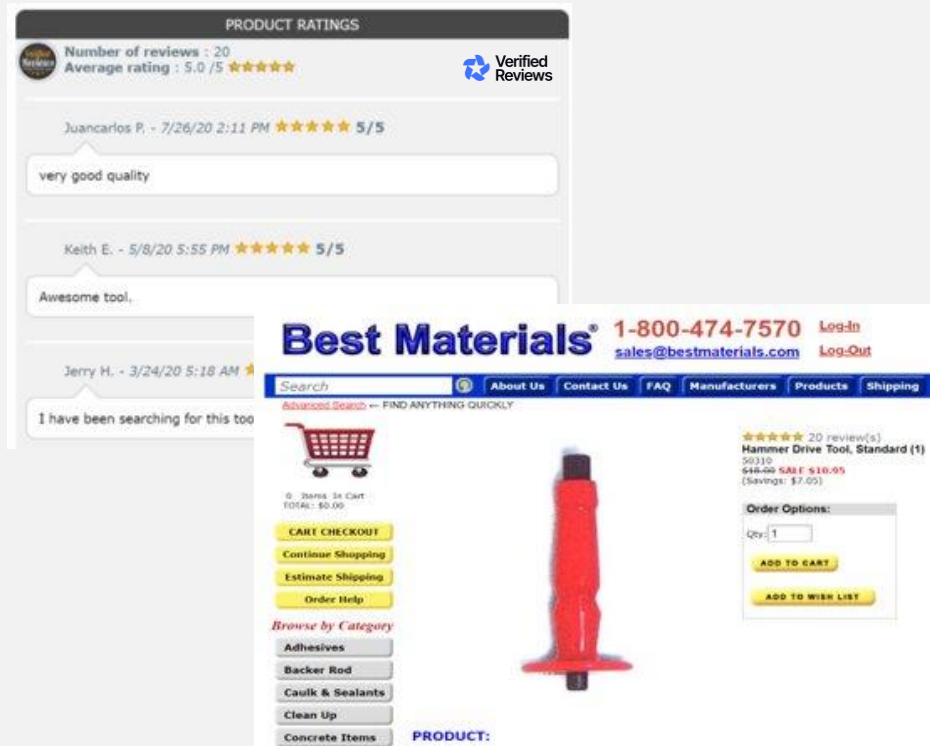 PRODUCT RATINGS
Number of reviews : 20
Average rating : 5.0 /5
Verified
Reviews
Juancarlos P. - 7/26/20 2:11 PM 5/5
very good quality
Keith E. - 5/8/20 5:55 PM 5/5
Awesome tool.
Jerry H. - 3/24/20 5:18 AM
I have been searching for this too
Best Materials®
1-800-474-7570
Log-In
sales@bestmaterials.com
Log-Out
Search
About Us
Contact Us
FAQ
Manufacturers
Products
Shipping
Advanced Search ← FIND ANYTHING QUICKLY
0 Items In Cart
TOTAL: $0.00
CART CHECKOUT
Continue Shopping
Estimate Shipping
Order Help
Browse by Category
Adhesives
Backer Rod
Caulk & Sealants
Clean Up
Concrete Items
20 review(s)
Hammer Drive Tool, Standard (1)
50310
$18.00 SALE $10.95
(Savings: $7.05)
Order Options:
Qty: 1
ADD TO CART
ADD TO WISH LIST
PRODUCT: